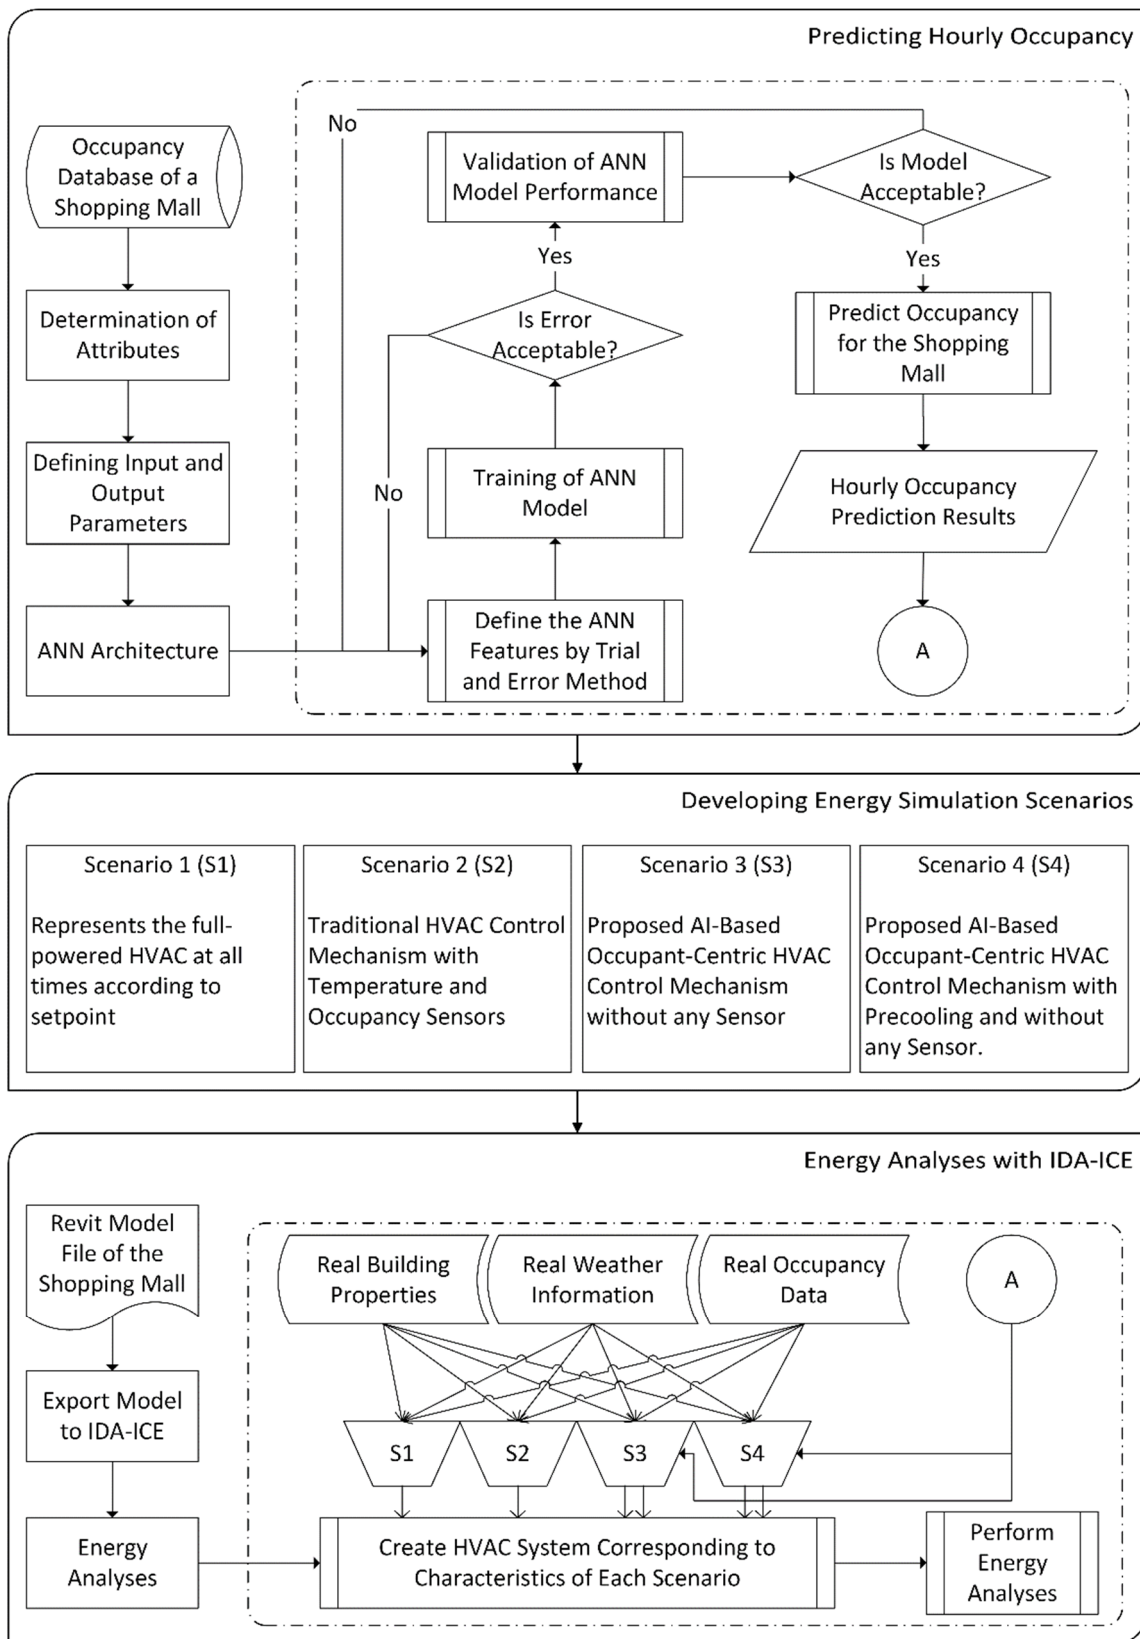 Predicting Hourly Occupancy
Occupancy
Database of a
Shopping Mall
Determination of
Attributes
Defining Input and
Output
Parameters
ANN Architecture
No
Validation of ANN
Model Performance
Is Model
Acceptable?
Yes
Is Error
Acceptable?
Yes
Predict Occupancy
for the Shopping
Mall
No
Training of ANN
Model
Hourly Occupancy
Prediction Results
Define the ANN
Features by Trial
and Error Method
A
Developing Energy Simulation Scenarios
Scenario 1 (S1)
Represents the full-
powered HVAC at all
times according to
setpoint
Scenario 2 (S2)
Traditional HVAC Control
Mechanism with
Temperature and
Occupancy Sensors
Scenario 3 (S3)
Proposed AI-Based
Occupant-Centric HVAC
Control Mechanism
without any Sensor
Scenario 4 (S4)
Proposed AI-Based
Occupant-Centric HVAC
Control Mechanism with
Precooling and without
any Sensor.
Energy Analyses with IDA-ICE
Revit Model
File of the
Shopping Mall
Export Model
to IDA-ICE
Energy
Analyses
Real Building
Properties
Real Weather
Information
Real Occupancy
Data
A
S1
S2
S3
S4
Create HVAC System Corresponding to
Characteristics of Each Scenario
Perform
Energy
Analyses